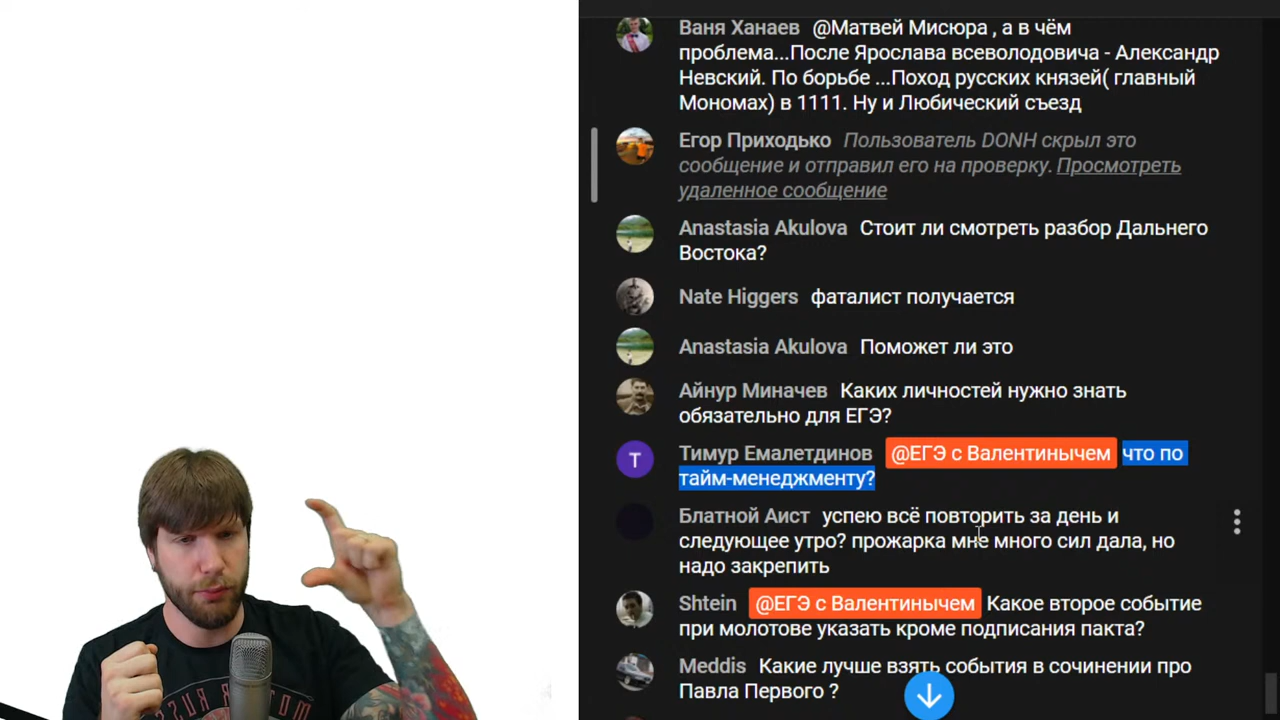 Ваня Ханаев @Матвей Мисюра , а в чём
проблема...После Ярослава всеволодовича - Александр
Невский. По борьбе ...Поход русских князей( главный
Мономах) в 1111. Ну и Любический съезд
Егор Приходько Пользователь DONH скрыл это
сообщение и отправил его на проверку. Просмотреть
удаленное сообщение
Anastasia Akulova Стоит ли смотреть разбор Дальнего
Востока?
Nate Higgers фаталист получается
Anastasia Akulova Поможет ли это
Айнур Миначев Каких личностей нужно знать
обязательно для ЕГЭ?
Т Тимур Емалетдинов @ЕГЭ с Валентинычем что по
тайм-менеджменту?
Блатной Аист успею всё повторить за день и
следующее утро? прожарка мне много сил дала, но
надо закрепить
Shtein @ЕГЭ с Валентинычем Какое второе событие
при молотове указать кроме подписания пакта?
Meddis Какие лучше взять события в сочинении про
Павла Первого ?